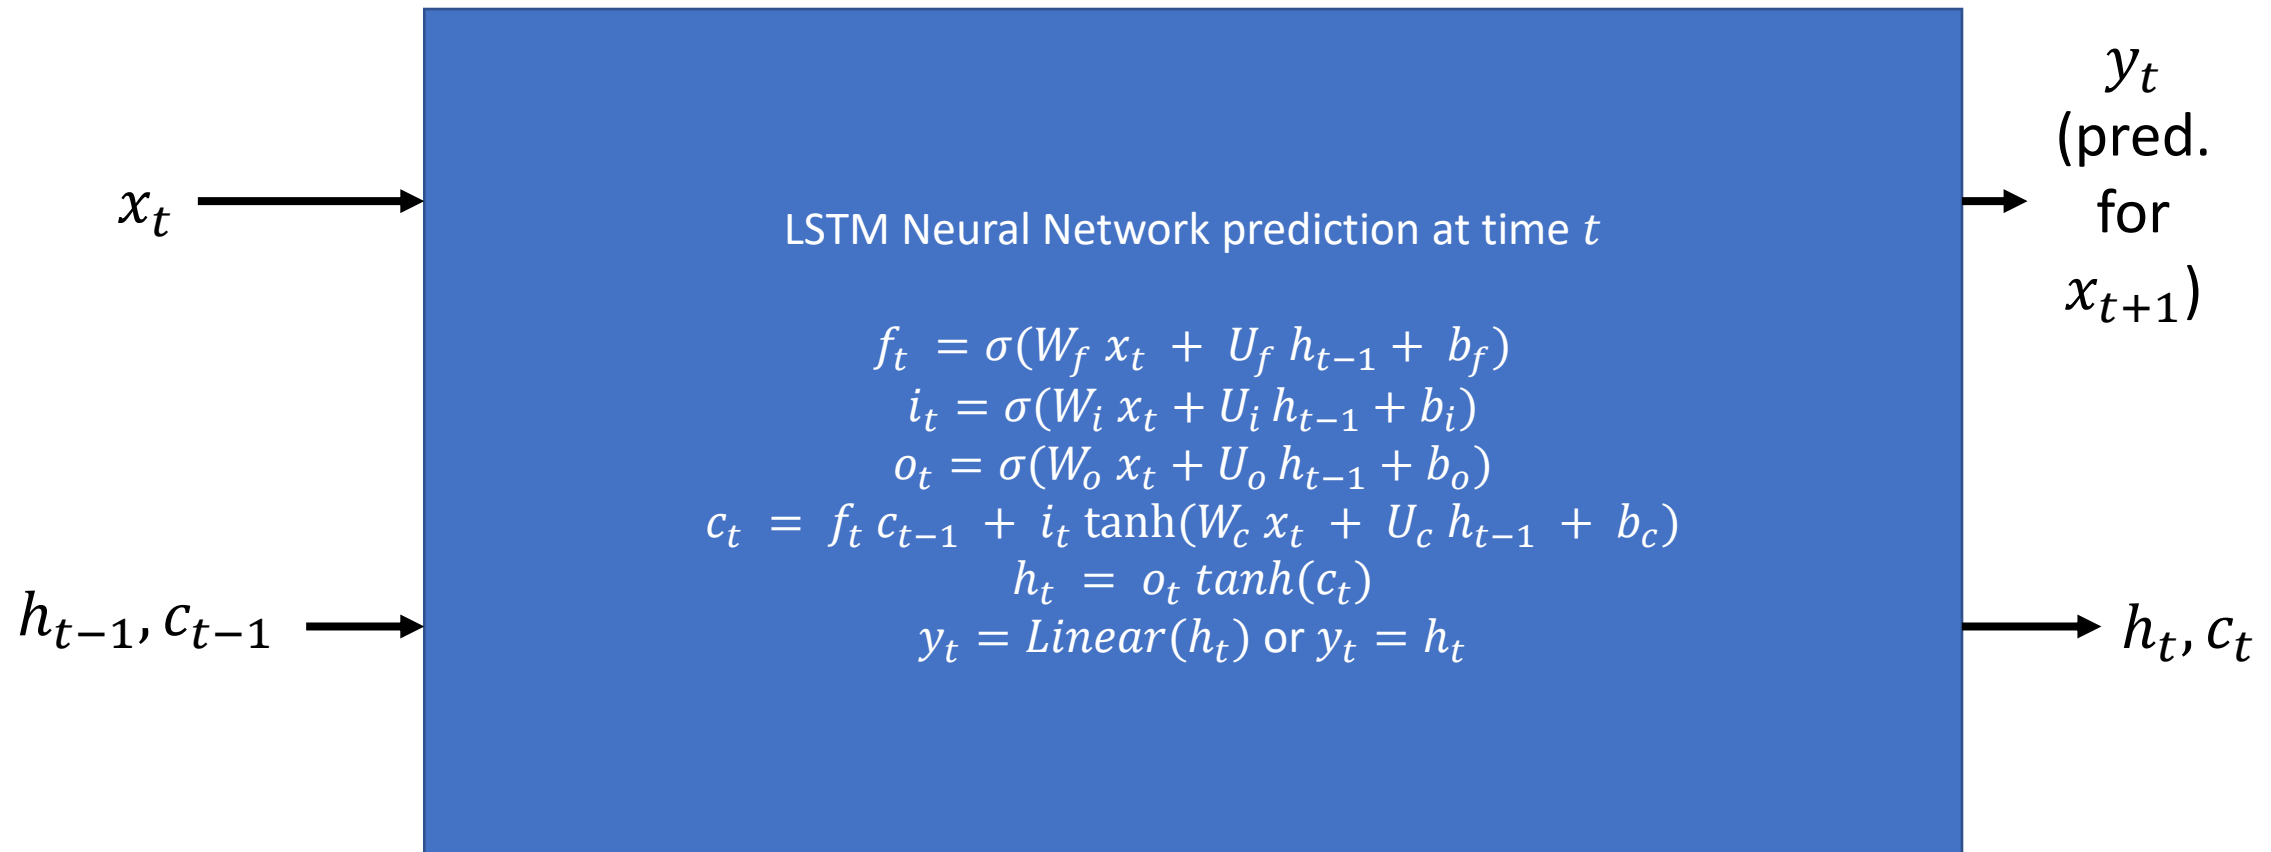 x_t
h_{t−1}, c_{t−1}
LSTM Neural Network prediction at time t
f_t = σ(W_f x_t + U_f h_{t−1} + b_f)
i_t = σ(W_i x_t + U_i h_{t−1} + b_i)
o_t = σ(W_o x_t + U_o h_{t−1} + b_o)
c_t = f_t c_{t−1} + i_t tanh(W_c x_t + U_c h_{t−1} + b_c)
h_t = o_t tanh(c_t)
y_t = Linear(h_t) or y_t = h_t
y_t
(pred.
for
x_{t+1})
h_t, c_t